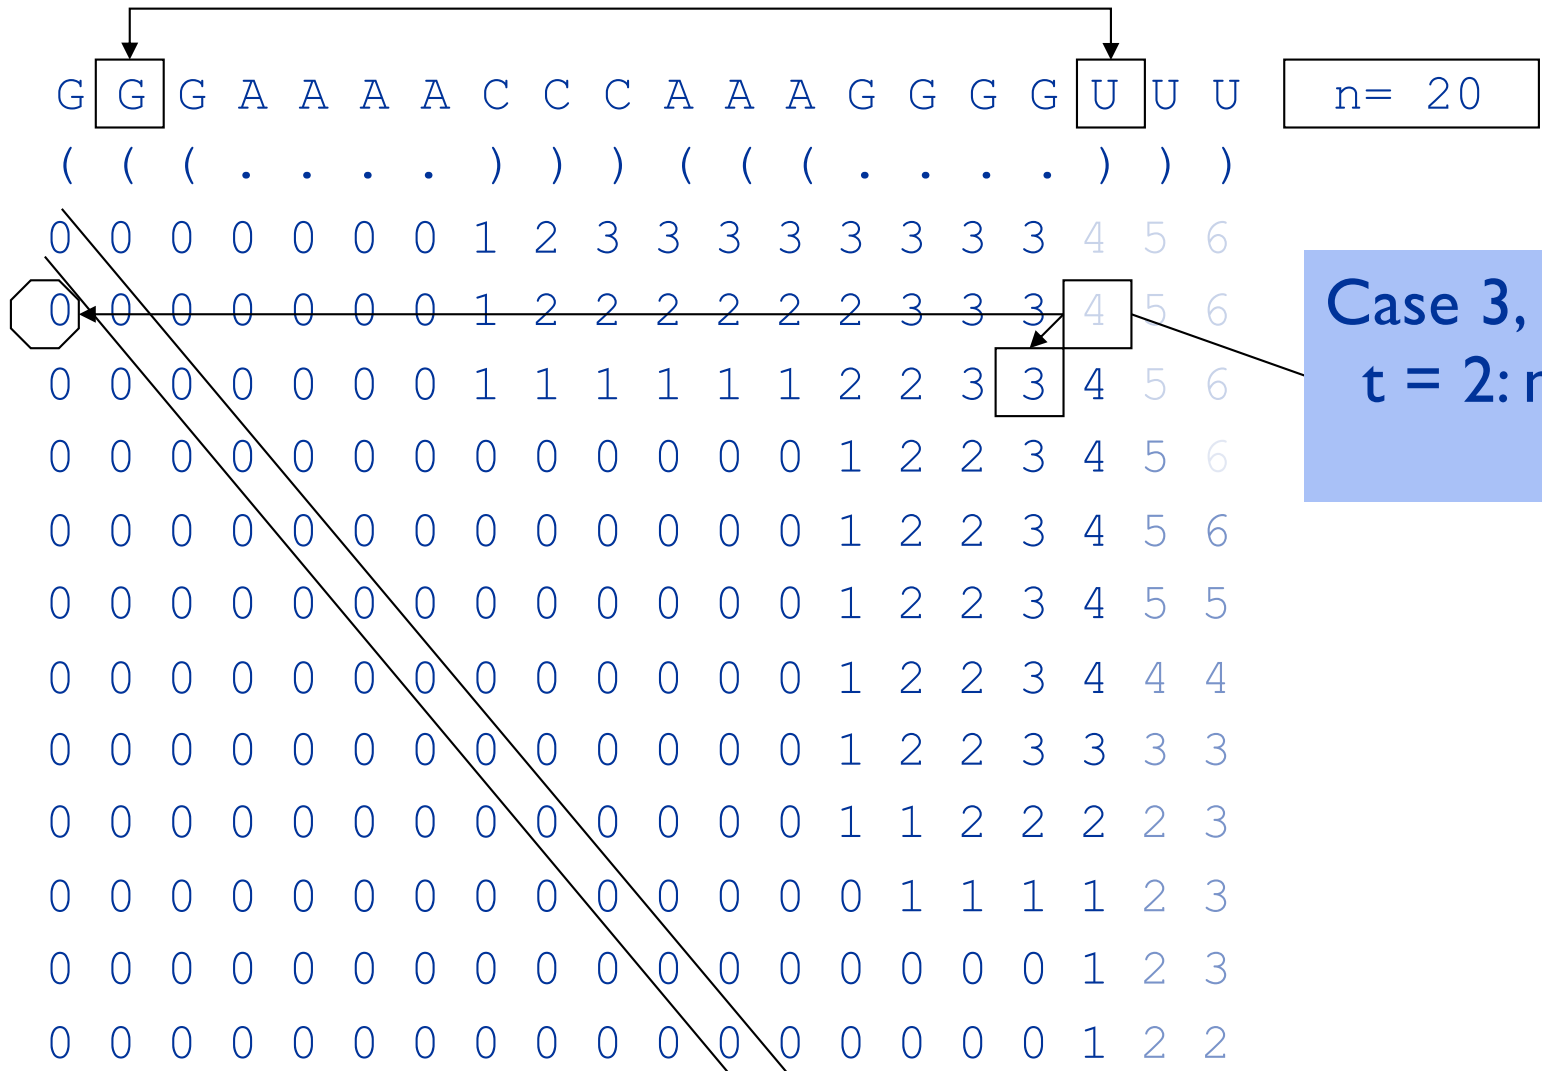 G G G A A A A C C C A A A G G G G U U U n= 20
( ( ( . . . . ) ) ) ( ( ( . . . . ) ) )
0 0 0 0 0 0 0 1 2 3 3 3 3 3 3 3 3 4 5 6
0 0 0 0 0 0 0 1 2 2 2 2 2 2 3 3 3 4 5 6
Case 3,
0 0 0 0 0 0 0 1 1 1 1 1 1 2 2 3 3 4 5 6
t = 2:
0 0 0 0 0 0 0 0 0 0 0 0 0 1 2 2 3 4 5 6
0 0 0 0 0 0 0 0 0 0 0 0 0 1 2 2 3 4 5 6
0 0 0 0 0 0 0 0 0 0 0 0 0 1 2 2 3 4 5 5
0 0 0 0 0 0 0 0 0 0 0 0 0 1 2 2 3 4 4 4
0 0 0 0 0 0 0 0 0 0 0 0 0 1 2 2 3 3 3 3
0 0 0 0 0 0 0 0 0 0 0 0 0 1 1 2 2 2 2 3
0 0 0 0 0 0 0 0 0 0 0 0 0 0 1 1 1 1 2 3
0 0 0 0 0 0 0 0 0 0 0 0 0 0 0 0 0 1 2 3
0 0 0 0 0 0 0 0 0 0 0 0 0 0 0 0 0 1 2 2